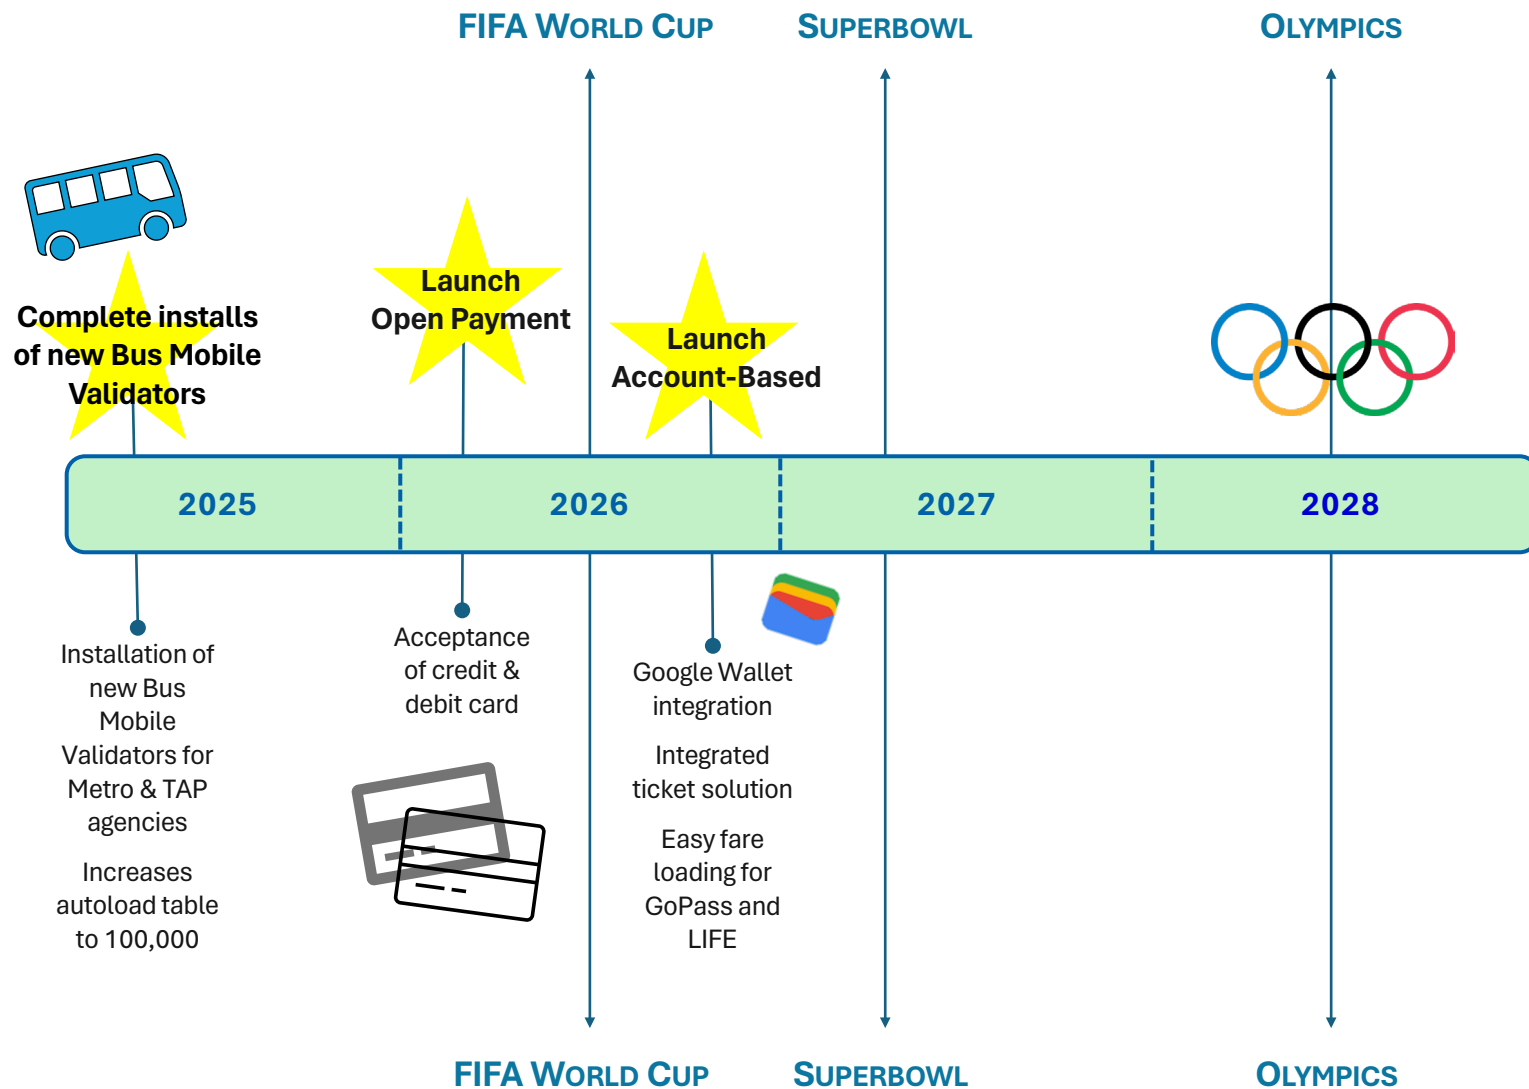 FIFA WORLD CUP
SUPERBOWL
OLYMPICS
Complete installs
of new Bus Mobile
Validators
Launch
Open Payment
Launch
Account-Based
2025
2026
2027
2028
Installation of
new Bus
Mobile
Validators for
Metro & TAP
agencies
Increases
autoload table
to 100,000
Acceptance
of credit &
debit card
Google Wallet
integration
Integrated
ticket solution
Easy fare
loading for
GoPass and
LIFE
FIFA WORLD CUP
SUPERBOWL
OLYMPICS